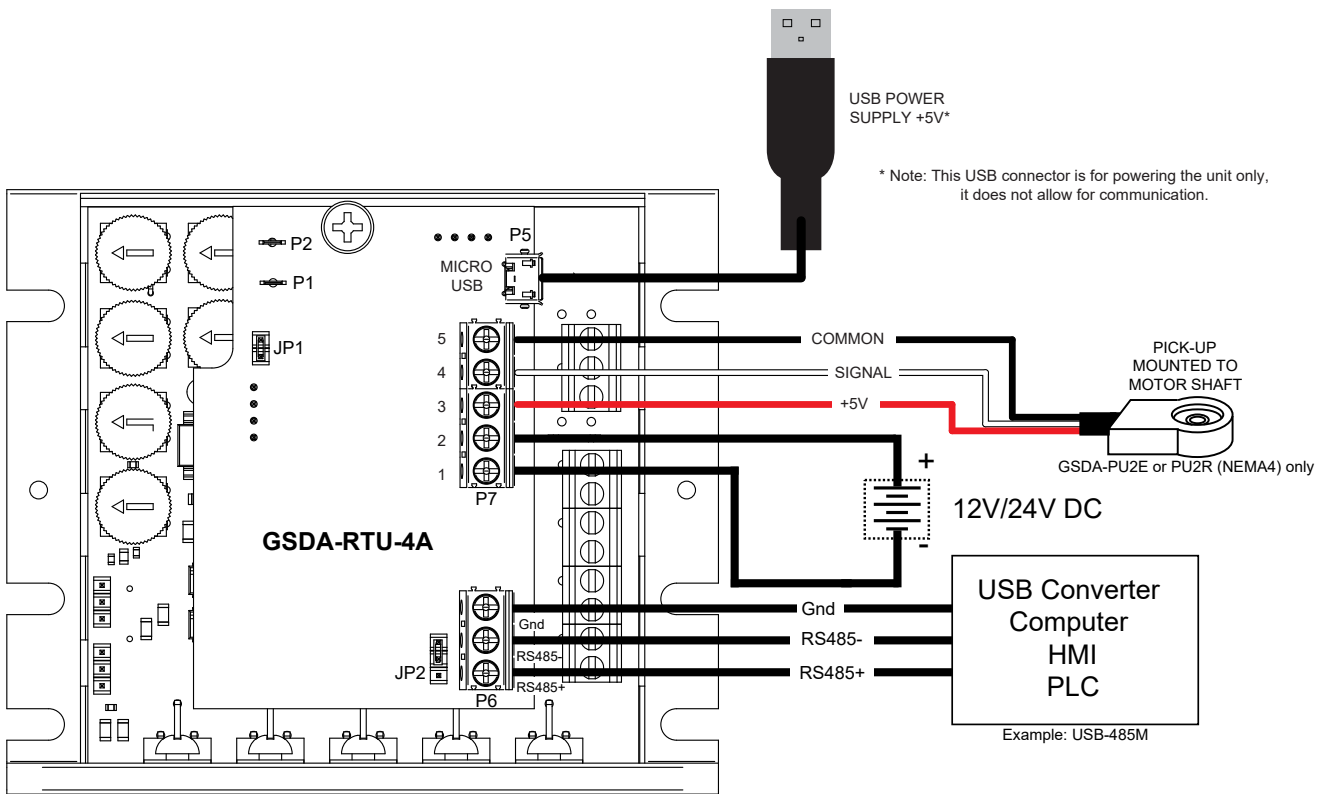 USB POWER
SUPPLY +5V*
* Note: This USB connector is for powering the unit only,
it does not allow for communication.
P2
P1
P5
MICRO
USB
JP1
5
4
3
2
1
P7
COMMON
SIGNAL
+5V
PICK-UP
MOUNTED TO
MOTOR SHAFT
GSDA-PU2E or PU2R (NEMA4) only
+
-
12V/24V DC
GSDA-RTU-4A
Gnd
RS485-
RS485+
JP2
P6
Gnd
RS485-
RS485+
USB Converter
Computer
HMI
PLC
Example: USB-485M